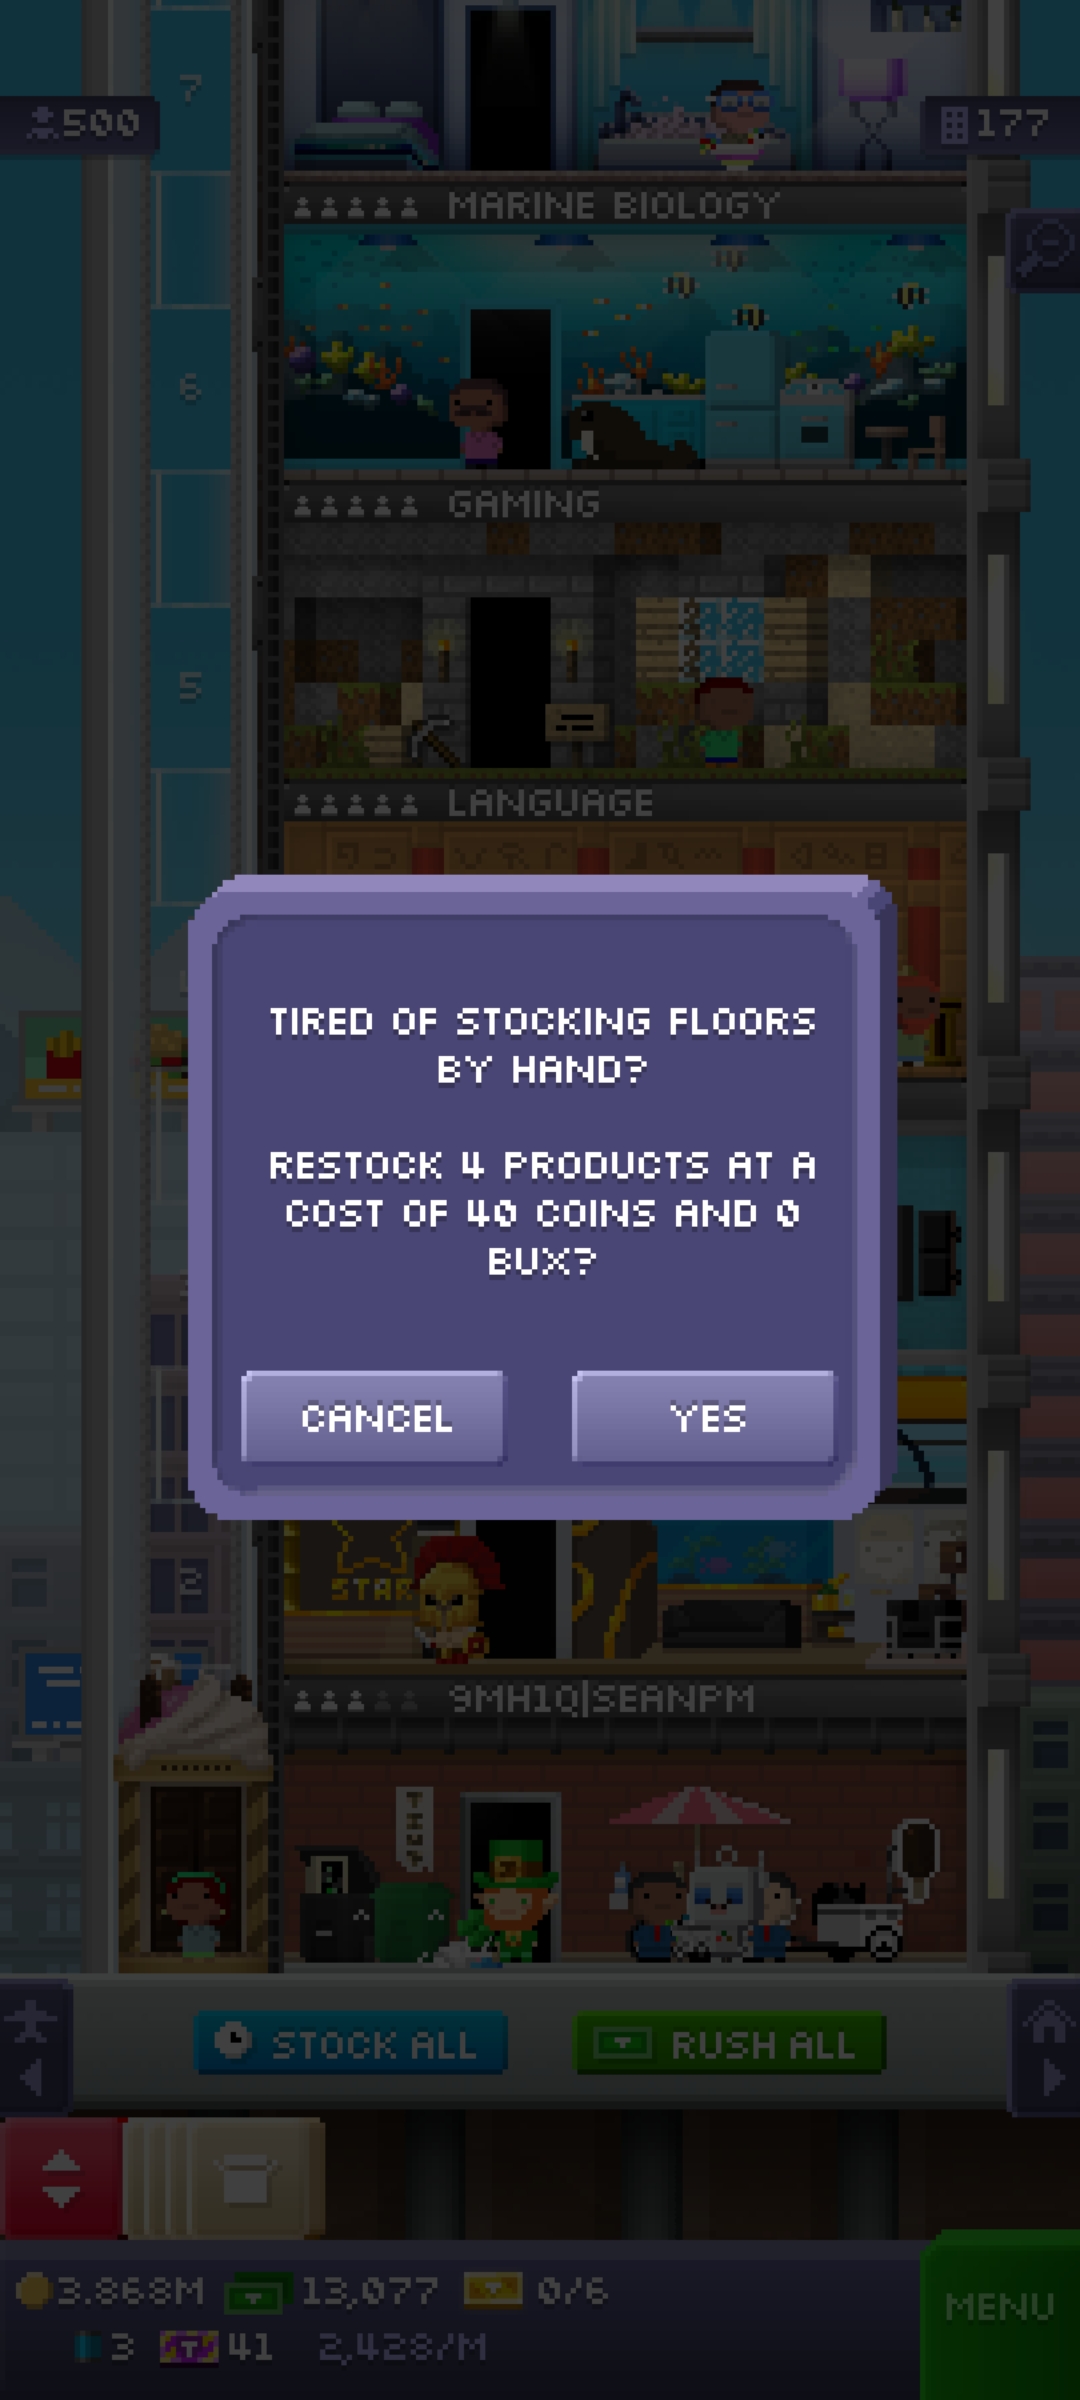 7
500
177
MARINE BIOLOGY
6
GAMING
5
LANGUAGE
TIRED OF STOCKING FLOORS
BY HAND?
RESTOCK 4 PRODUCTS AT A
COST OF 40 COINS AND 0
BUX?
CANCEL
YES
STAR
2
9MH1Q|SEANPM
STOCK ALL
RUSH ALL
3.868M
13,077
0/6
MENU
3
41
2,428/M